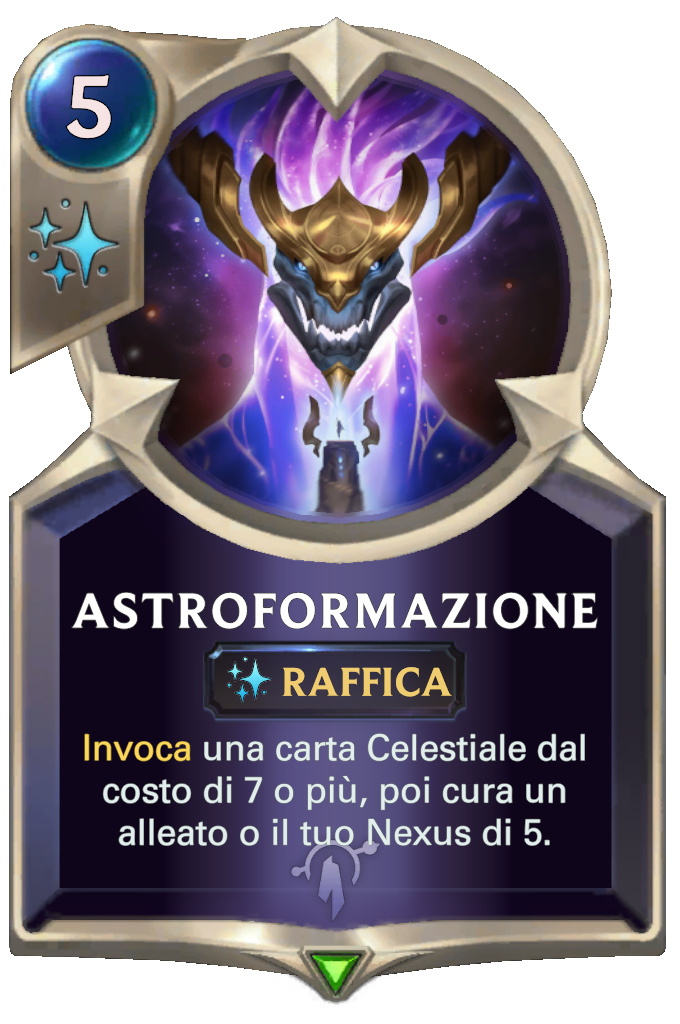 5
ASTROFORMAZIONE
RAFFICA
Invoca una carta Celestiale dal
costo di 7 o più, poi cura un
alleato o il tuo Nexus di 5.